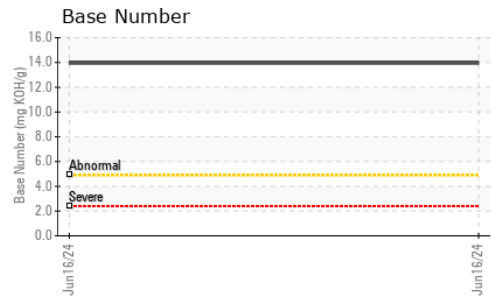 Base Number
Base Number (mg KOH/g)
16.0
14.0
12.0
10.0
8.0
6.0
4.0
2.0
0.0
Abnormal
Severe
Jun16/24
Jun16/24